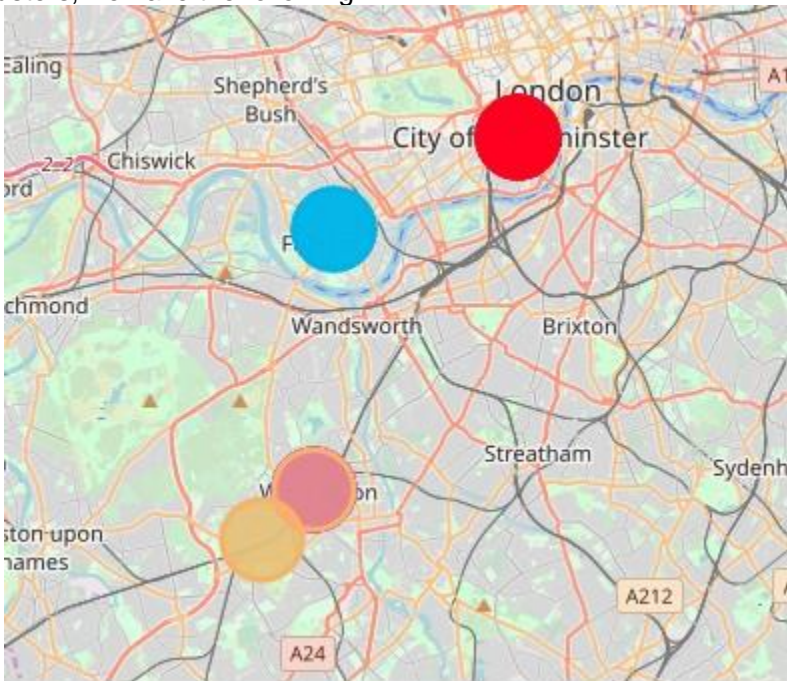 Ealing
Shepherd's
Bush
London
A1
City of
minster
2.2
Chiswick
F
chmond
Wandsworth
Brixton
Streatham
Sydenh
W
on
ston upon
hames
A212
A24